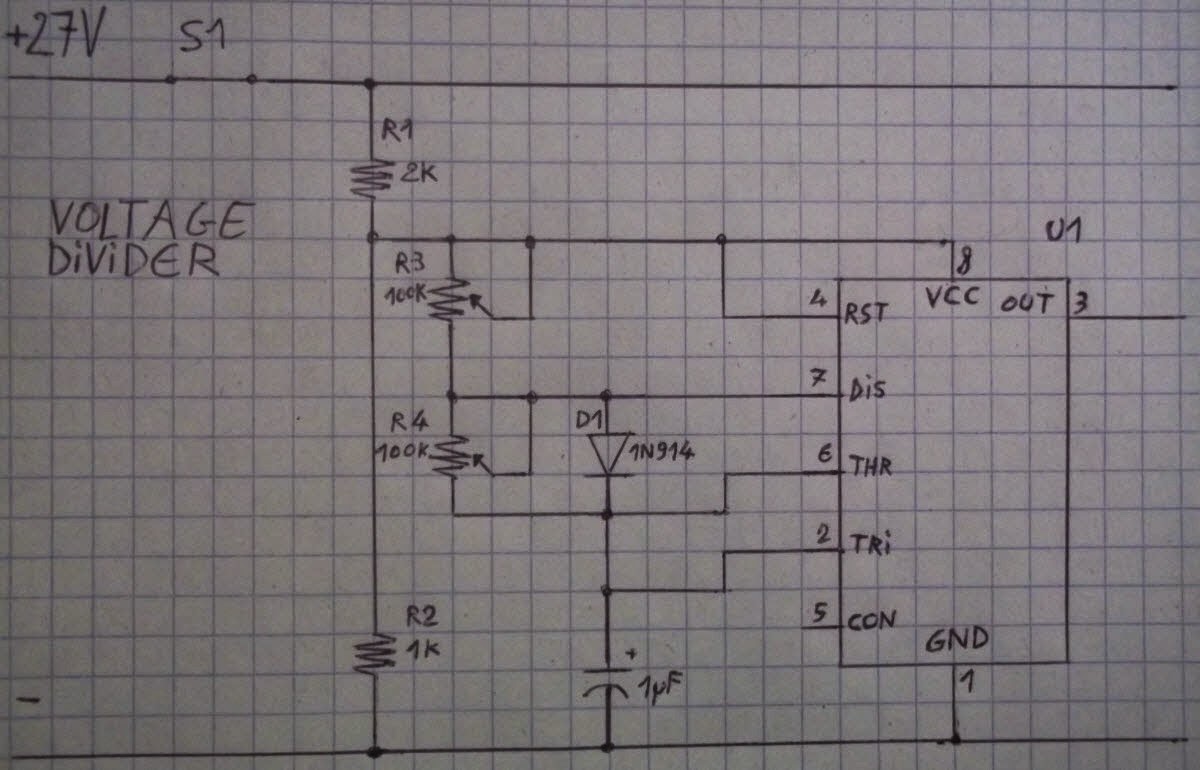 +27V S1
R1
2K
VOLTAGE
DiViDER
U1
R3
100K
8
4 RST VCC OUT 3
7 DiS
R4
100K
D1
1N914
6 THR
2 TRi
5 CON
R2
1K
GND
+
1µF
1
-